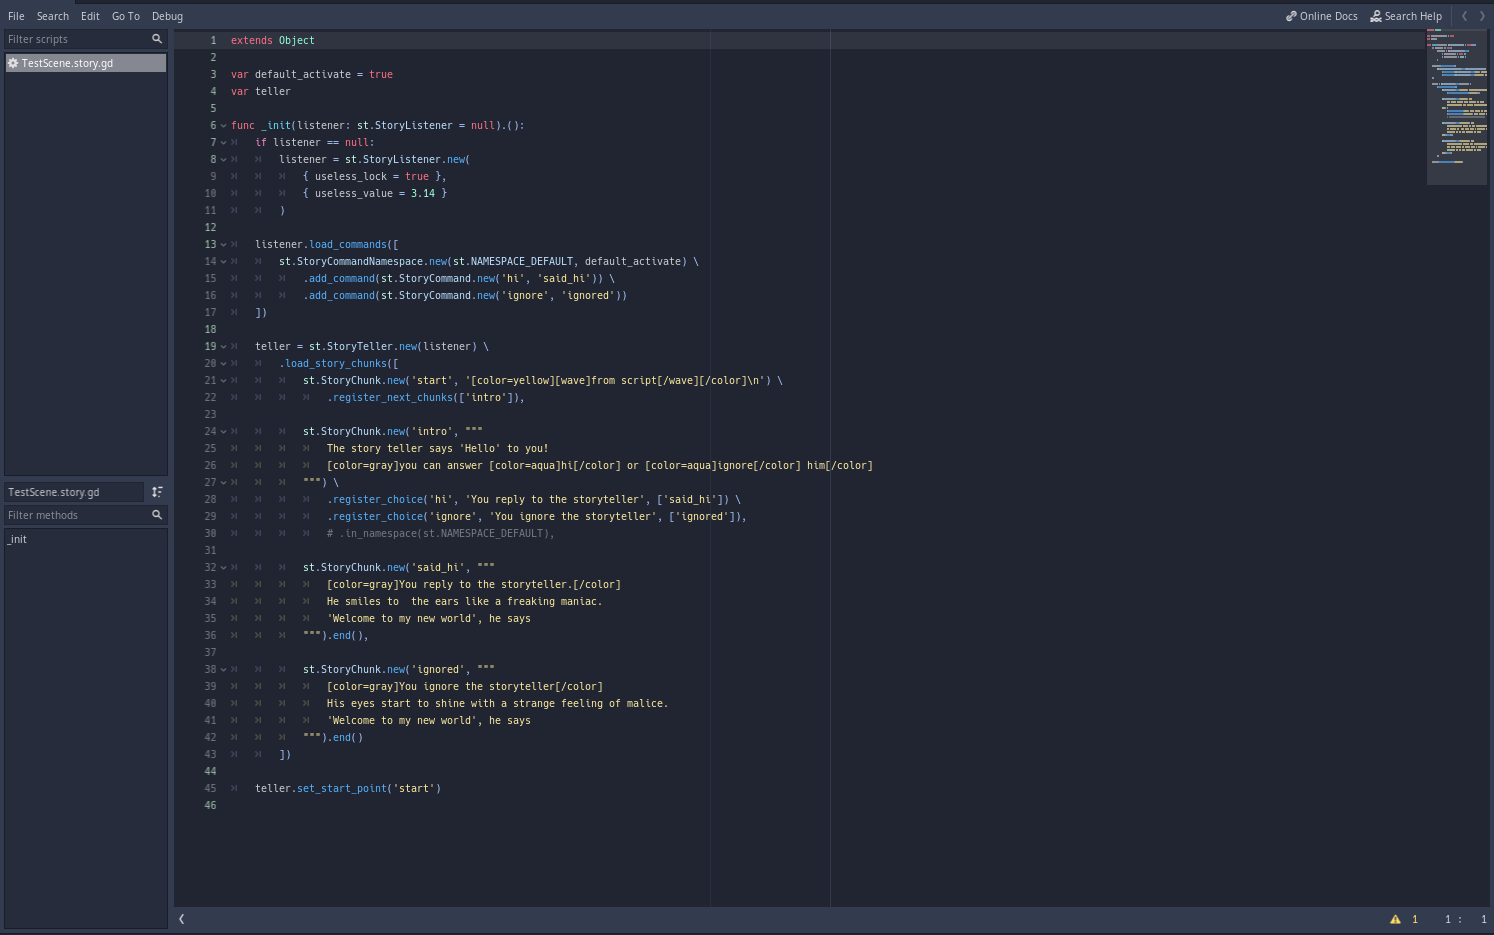 File Search Edit Go To Debug Online Docs Search Help
Filter scripts
TestScene.story.gd
TestScene.story.gd
Filter methods
_init
1 extends Object
2
3 var default_activate = true
4 var teller
5
6 func _init(listener: st.StoryListener = null).():
7 if listener == null:
8 listener = st.StoryListener.new(
9 { useless_lock = true },
10 { useless_value = 3.14 }
11 )
12
13 listener.load_commands([
14 st.StoryCommandNamespace.new(st.NAMESPACE_DEFAULT, default_activate) \
15 .add_command(st.StoryCommand.new('hi', 'said_hi')) \
16 .add_command(st.StoryCommand.new('ignore', 'ignored'))
17 ])
18
19 teller = st.StoryTeller.new(listener) \
20 .load_story_chunks([
21 st.StoryChunk.new('start', '[color=yellow][wave]from script[/wave][/color]\n') \
22 .register_next_chunks(['intro']),
23
24 st.StoryChunk.new('intro', """
25 The story teller says 'Hello' to you!
26 [color=gray]you can answer [color=aqua]hi[/color] or [color=aqua]ignore[/color] him[/color]
27 """) \
28 .register_choice('hi', 'You reply to the storyteller', ['said_hi']) \
29 .register_choice('ignore', 'You ignore the storyteller', ['ignored']),
30 # .in_namespace(st.NAMESPACE_DEFAULT),
31
32 st.StoryChunk.new('said_hi', """
33 [color=gray]You reply to the storyteller.[/color]
34 He smiles to  the ears like a freaking maniac.
35 'Welcome to my new world', he says
36 """).end(),
37
38 st.StoryChunk.new('ignored', """
39 [color=gray]You ignore the storyteller[/color]
40 His eyes start to shine with a strange feeling of malice.
41 'Welcome to my new world', he says
42 """).end()
43 ])
44
45 teller.set_start_point('start')
46
1 1 : 1